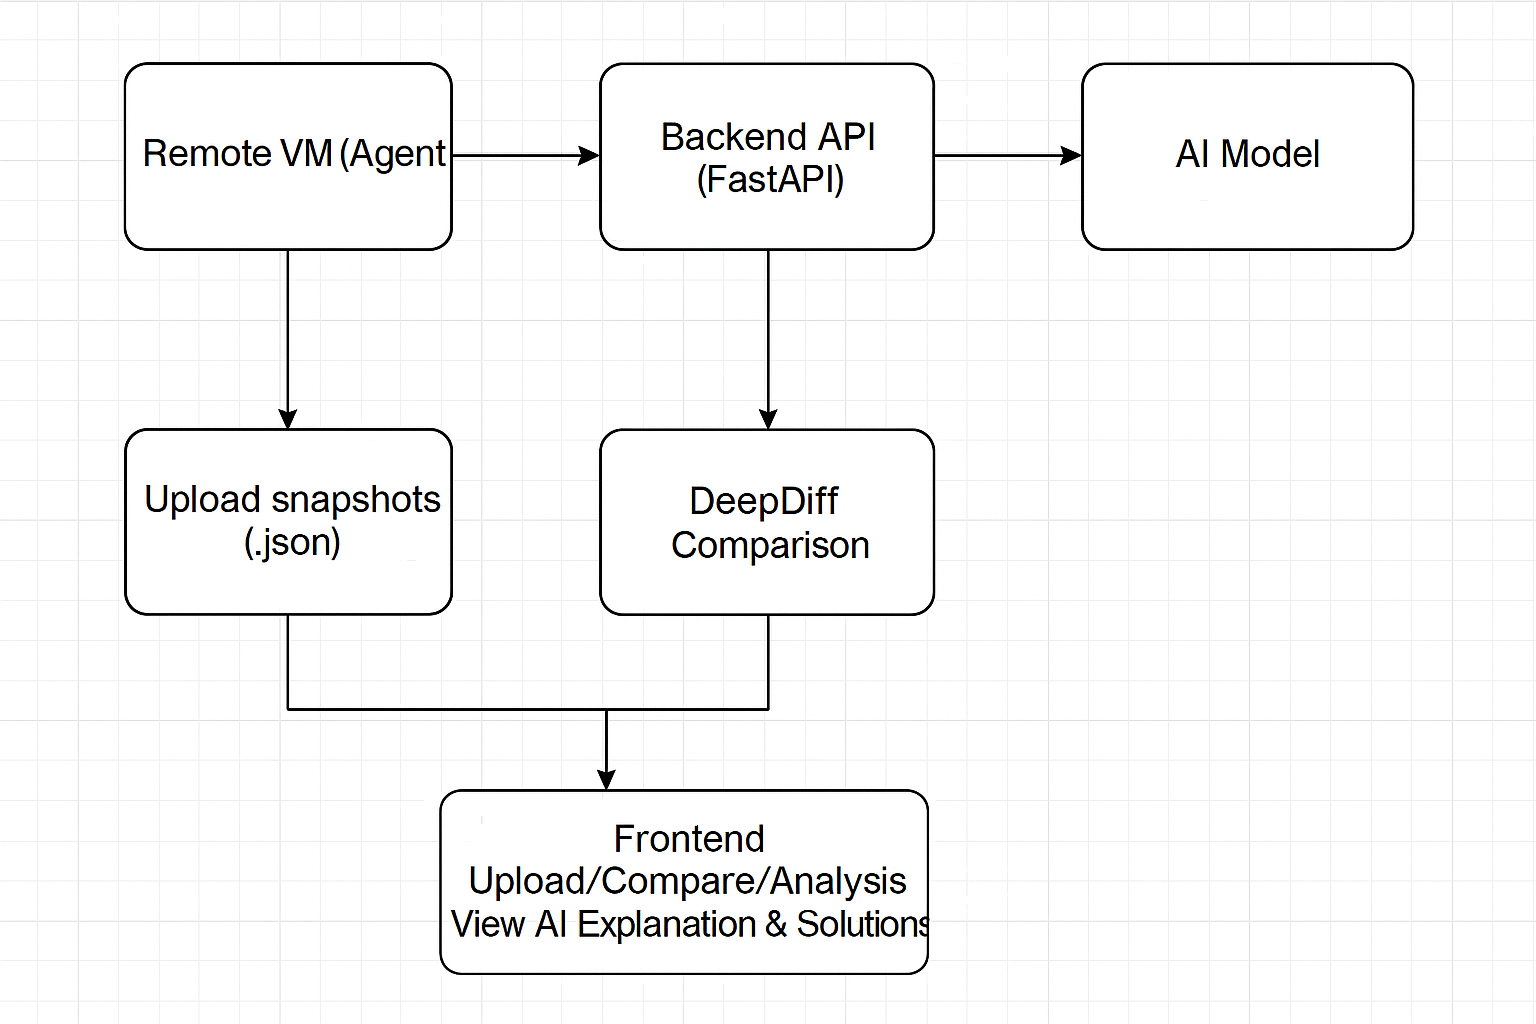 Remote VM (Agent
Backend API
(FastAPI)
AI Model
Upload snapshots
(.json)
DeepDiff
Comparison
Frontend
Upload/Compare/Analysis
View AI Explanation & Solutions